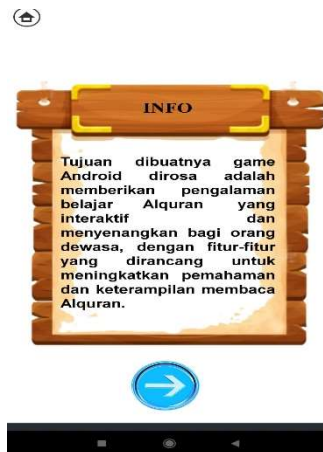 INFO
Tujuan dibuatnya game
Android dirosa adalah
memberikan pengalaman
belajar Alquran yang
interaktif dan
menyenangkan bagi orang
dewasa, dengan fitur-fitur
yang dirancang untuk
meningkatkan pemahaman
dan keterampilan membaca
Alquran.